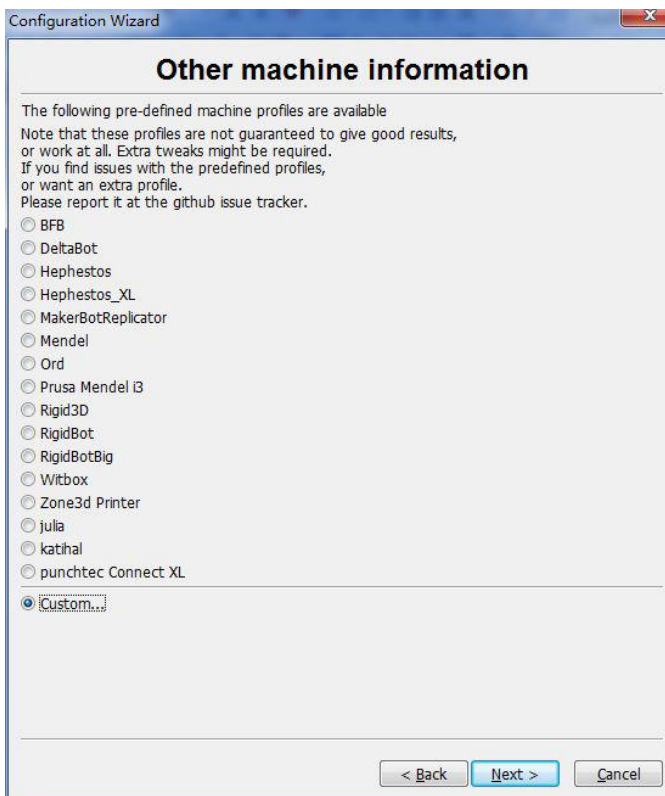 Configuration Wizard
X
Other machine information
The following pre-defined machine profiles are available
Note that these profiles are not guaranteed to give good results,
or work at all. Extra tweaks might be required.
If you find issues with the predefined profiles,
or want an extra profile.
Please report it at the github issue tracker.
BFB
DeltaBot
Hephestos
Hephestos_XL
MakerBotReplicator
Mendel
Ord
Prusa Mendel i3
Rigid3D
RigidBot
RigidBotBig
Witbox
Zone3d Printer
julia
katihal
punchtec Connect XL
Custom...
< Back Next > Cancel